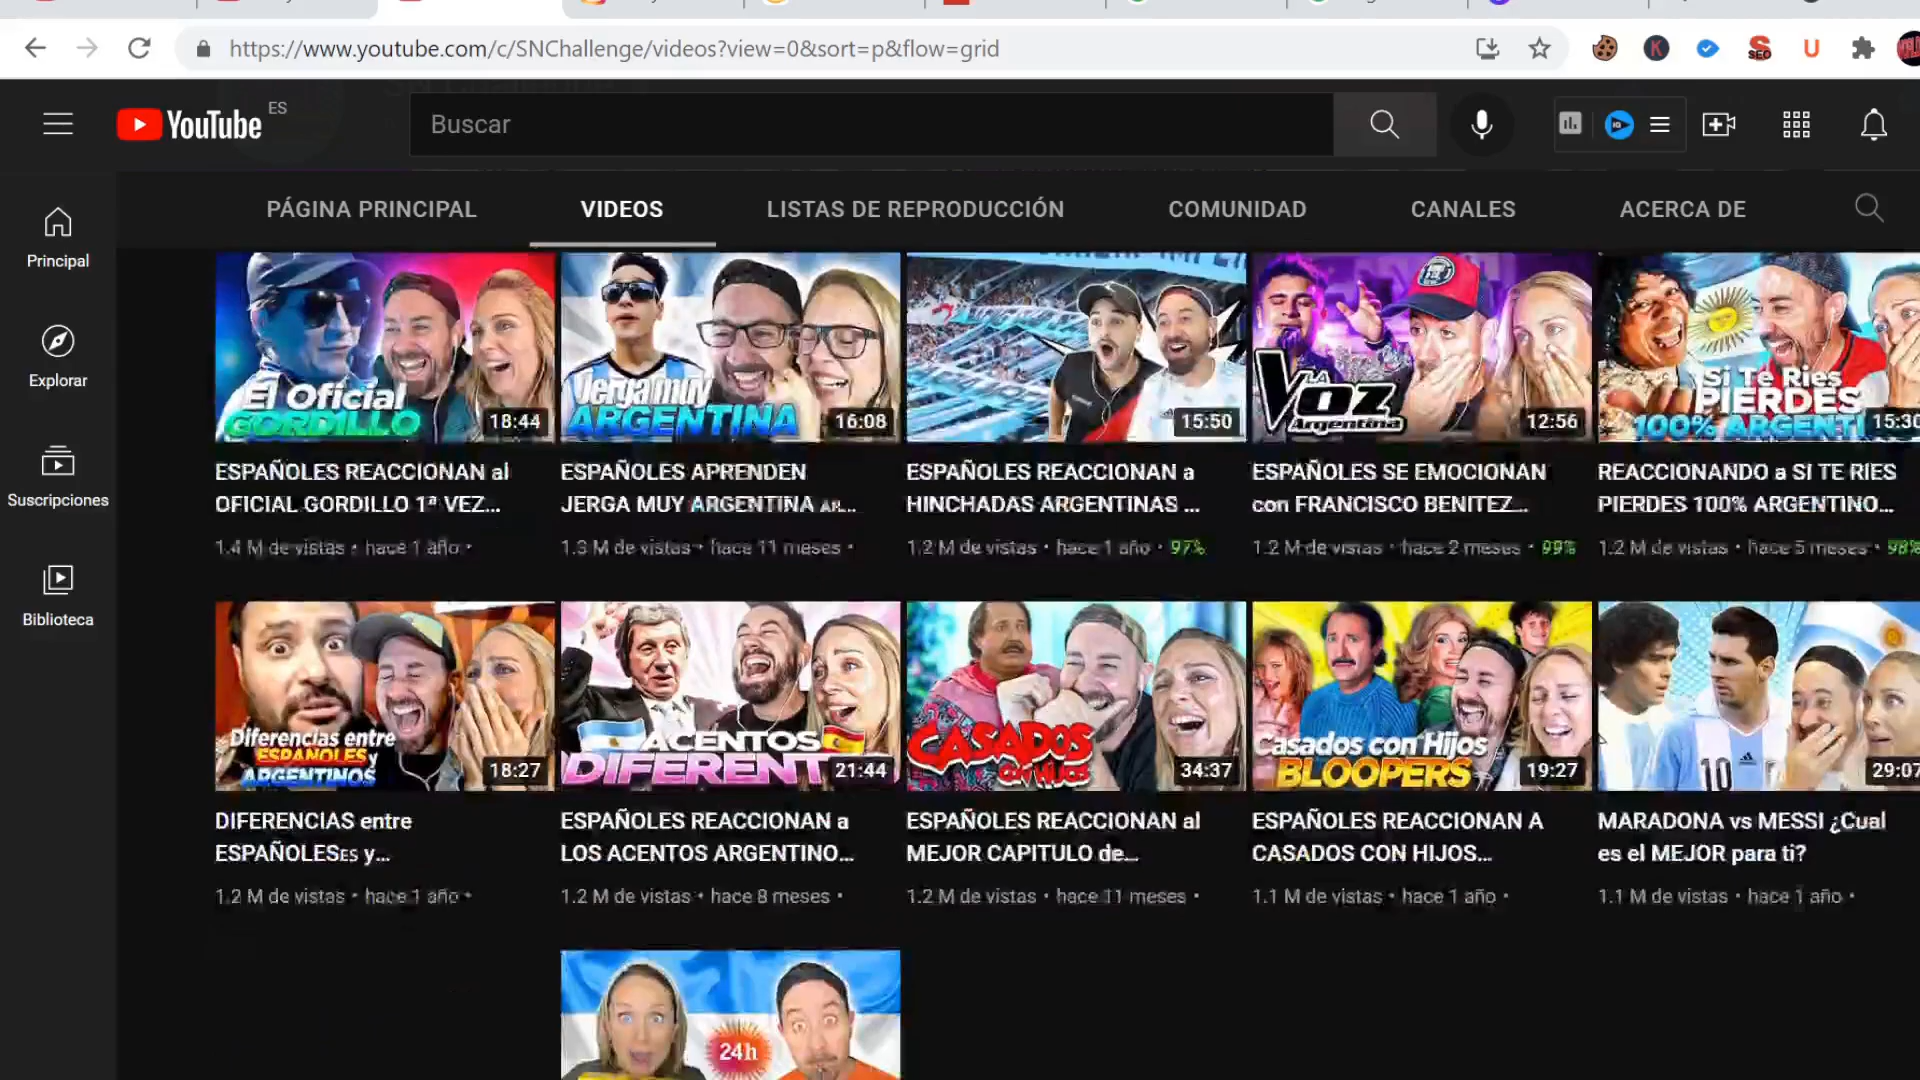 https://www.youtube.com/c/SNChallenge/videos?view=0&sort=p&flow=grid
YouTube ES
Buscar
SEO
PÁGINA PRINCIPAL VIDEOS LISTAS DE REPRODUCCIÓN COMUNIDAD CANALES ACERCA DE
Principal
Explorar
Suscripciones
Biblioteca
El Oficial
GORDILLO
18:44
Jerga muy
ARGENTINA
16:08
15:50
LA
VOZ
Argentina
12:56
Si Te Ries
PIERDES
100% ARGENTI
15:30
ESPAÑOLES REACCIONAN al
OFICIAL GORDILLO 1ª VEZ...
1.4 M de vistas • hace 1 año •
ESPAÑOLES APRENDEN
JERGA MUY ARGENTINA AR...
1.3 M de vistas • hace 11 meses •
ESPAÑOLES REACCIONAN a
HINCHADAS ARGENTINAS ...
1.2 M de vistas • hace 1 año • 97%
ESPAÑOLES SE EMOCIONAN
con FRANCISCO BENITEZ...
1.2 M de vistas • hace 2 meses • 99%
REACCIONANDO a SI TE RIES
PIERDES 100% ARGENTINO...
1.2 M de vistas • hace 5 meses • 98%
Diferencias entre
ESPAÑOLES y
ARGENTINOS
18:27
ACENTOS
DIFERENT
21:44
CASADOS
CON HIJOS
34:37
Casados con Hijos
BLOOPERS
19:27
10
29:07
DIFERENCIAS entre
ESPAÑOLESES y...
1.2 M de vistas • hace 1 año •
ESPAÑOLES REACCIONAN a
LOS ACENTOS ARGENTINO...
1.2 M de vistas • hace 8 meses •
ESPAÑOLES REACCIONAN al
MEJOR CAPITULO de...
1.2 M de vistas • hace 11 meses •
ESPAÑOLES REACCIONAN A
CASADOS CON HIJOS...
1.1 M de vistas • hace 1 año •
MARADONA vs MESSI ¿Cual
es el MEJOR para ti?
1.1 M de vistas • hace 1 año •
24h